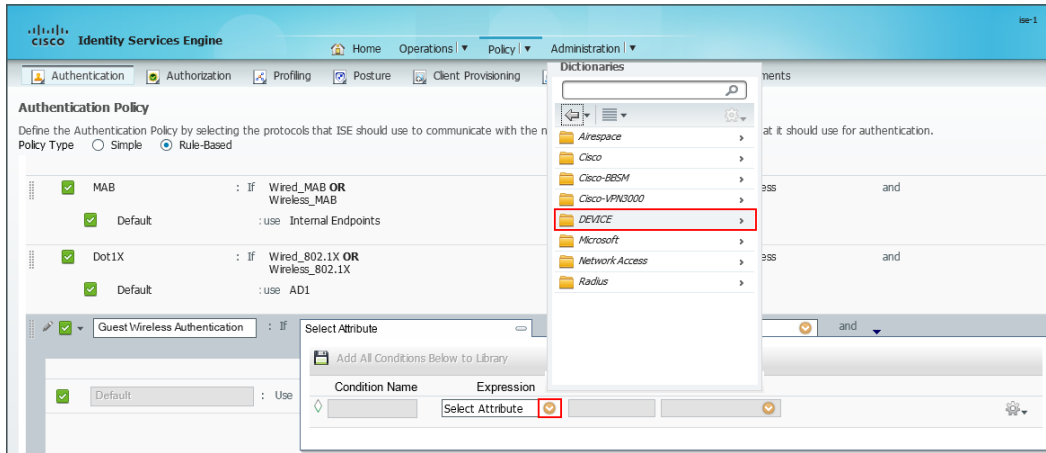 ise-1
CISCO Identity Services Engine
Home Operations Policy Administration
Authentication Authorization Profiling Posture Client Provisioning ments
Dictionaries
Authentication Policy
Define the Authentication Policy by selecting the protocols that ISE should use to communicate with the n at it should use for authentication.
Policy Type Simple Rule-Based
Airespace
Cisco
Cisco-BBSM
Cisco-VPN3000
DEVICE
Microsoft
Network Access
Radius
MAB : If Wired_MAB OR ess and
Wireless_MAB
Default : use Internal Endpoints
Dot1X : If Wired_802.1X OR ess and
Wireless_802.1X
Default : use AD1
Guest Wireless Authentication : If Select Attribute and
Add All Conditions Below to Library
Condition Name Expression
Default : Use Select Attribute